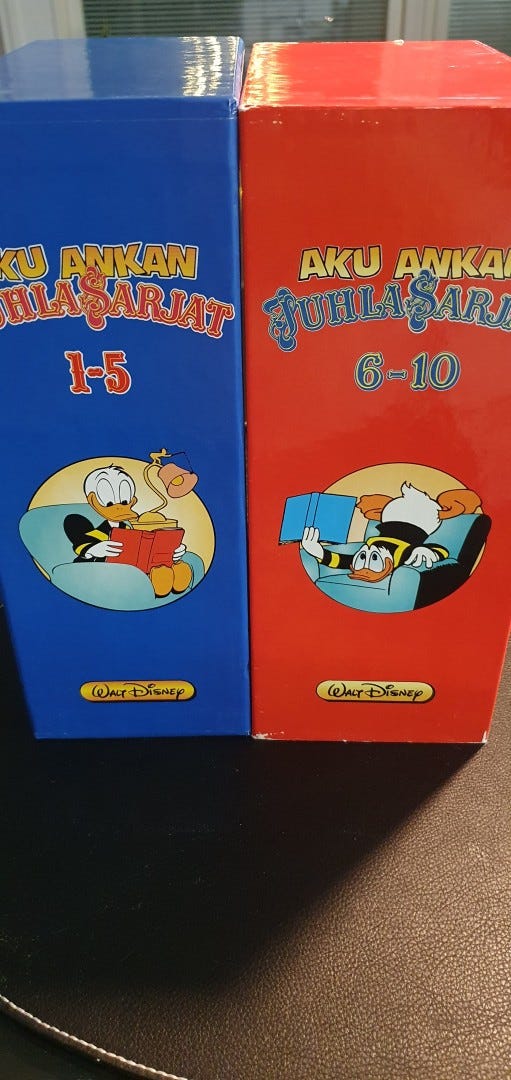 KU ANKAN
UHLASARJAT
1-5
WALT DISNEY
AKU ANKAN
JUHLASARJ
6-10
WALT DISNEY